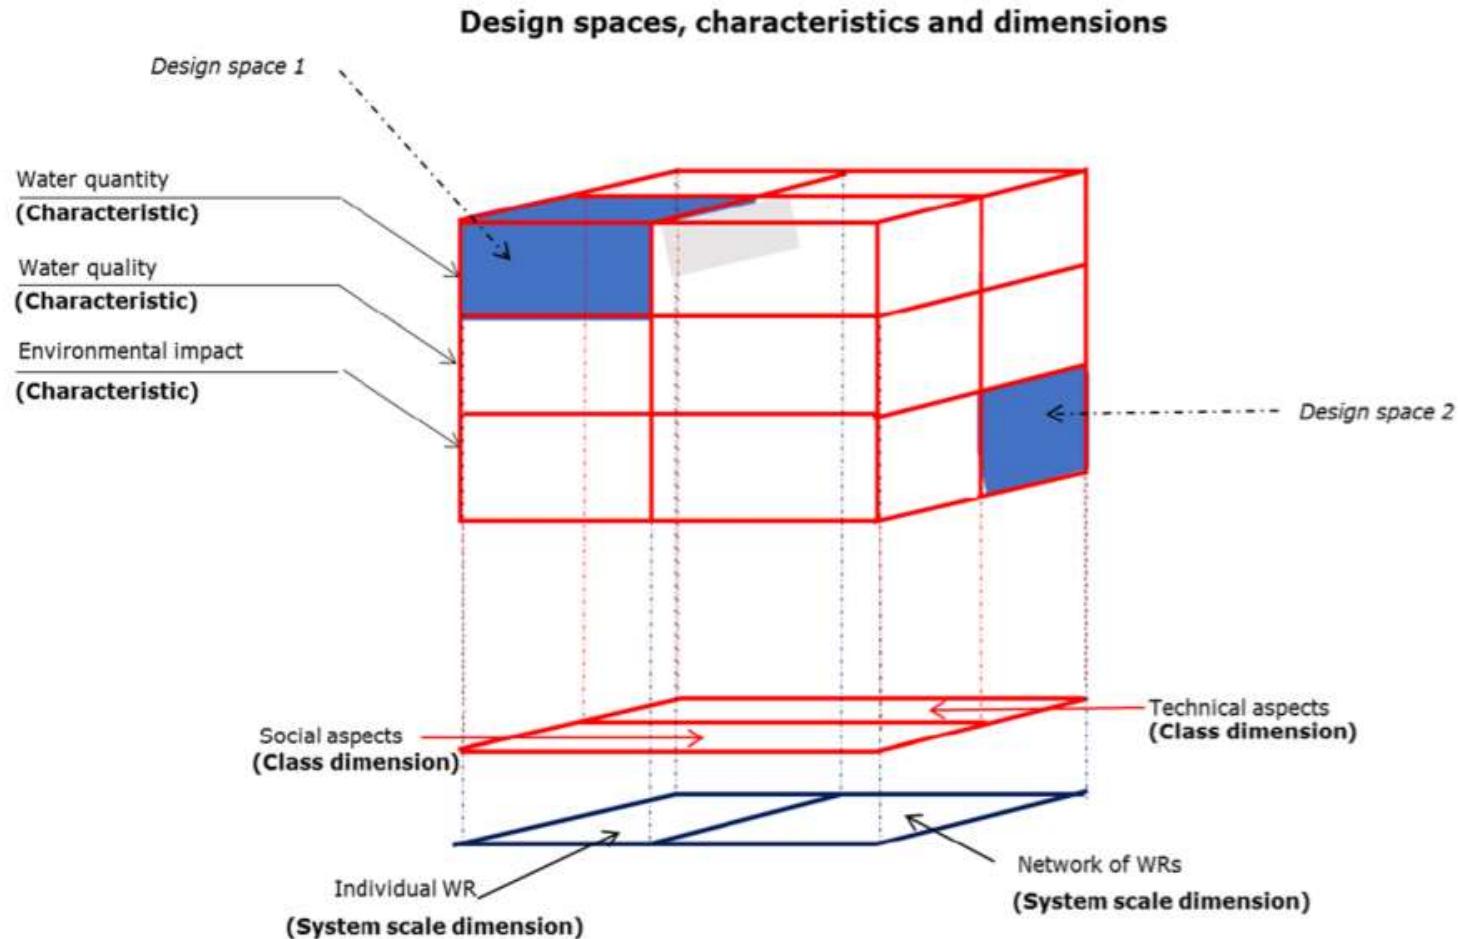 Design spaces, characteristics and dimensions
Design space 1
Water quantity
(Characteristic)
Water quality
(Characteristic)
Environmental impact
(Characteristic)
Design space 2
Technical aspects
(Class dimension)
Social aspects
(Class dimension)
Network of WRs
(System scale dimension)
Individual WR
(System scale dimension)